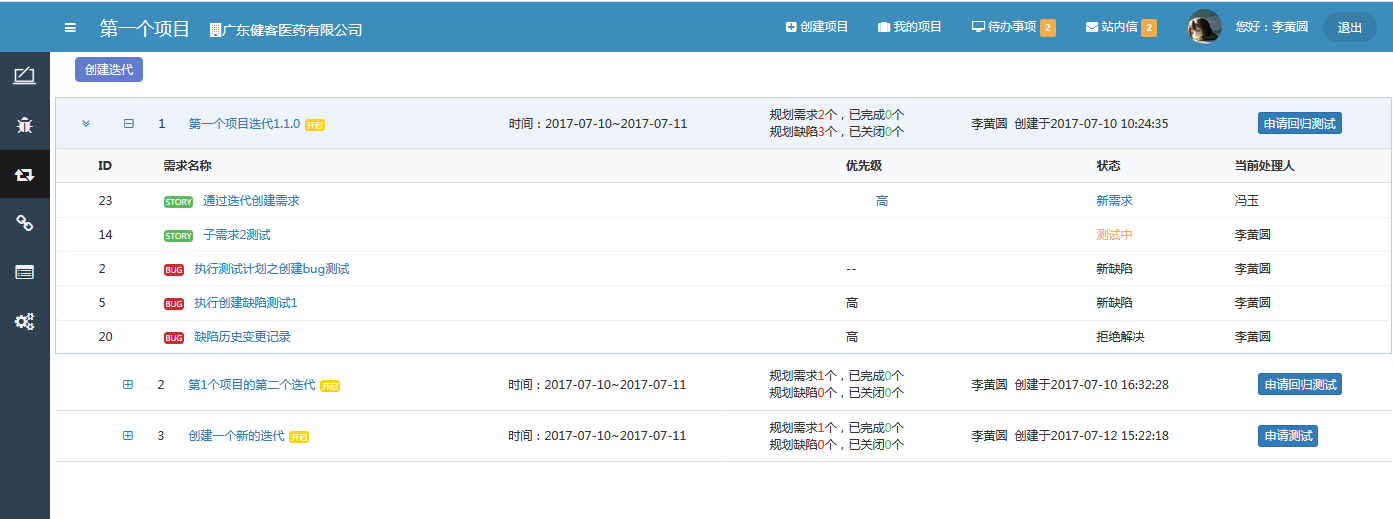 第一个项目 广东健客医药有限公司 创建项目 我的项目 待办事项 2 站内信 2 您好：李黄圆 退出
创建迭代
1 第一个项目迭代1.1.0 开启 时间：2017-07-10~2017-07-11 规划需求2个，已完成0个 李黄圆 创建于2017-07-10 10:24:35 申请回归测试
规划缺陷3个，已关闭0个
ID 需求名称 优先级 状态 当前处理人
23 STORY 通过迭代创建需求 高 新需求 冯玉
14 STORY 子需求2测试 测试中 李黄圆
2 BUG 执行测试计划之创建bug测试 -- 新缺陷 李黄圆
5 BUG 执行创建缺陷测试1 高 新缺陷 李黄圆
20 BUG 缺陷历史变更记录 高 拒绝解决 李黄圆
2 第1个项目的第二个迭代 开启 时间：2017-07-10~2017-07-11 规划需求1个，已完成0个 李黄圆 创建于2017-07-10 16:32:28 申请回归测试
规划缺陷0个，已关闭0个
3 创建一个新的迭代 开启 时间：2017-07-10~2017-07-11 规划需求1个，已完成0个 李黄圆 创建于2017-07-12 15:22:18 申请测试
规划缺陷0个，已关闭0个